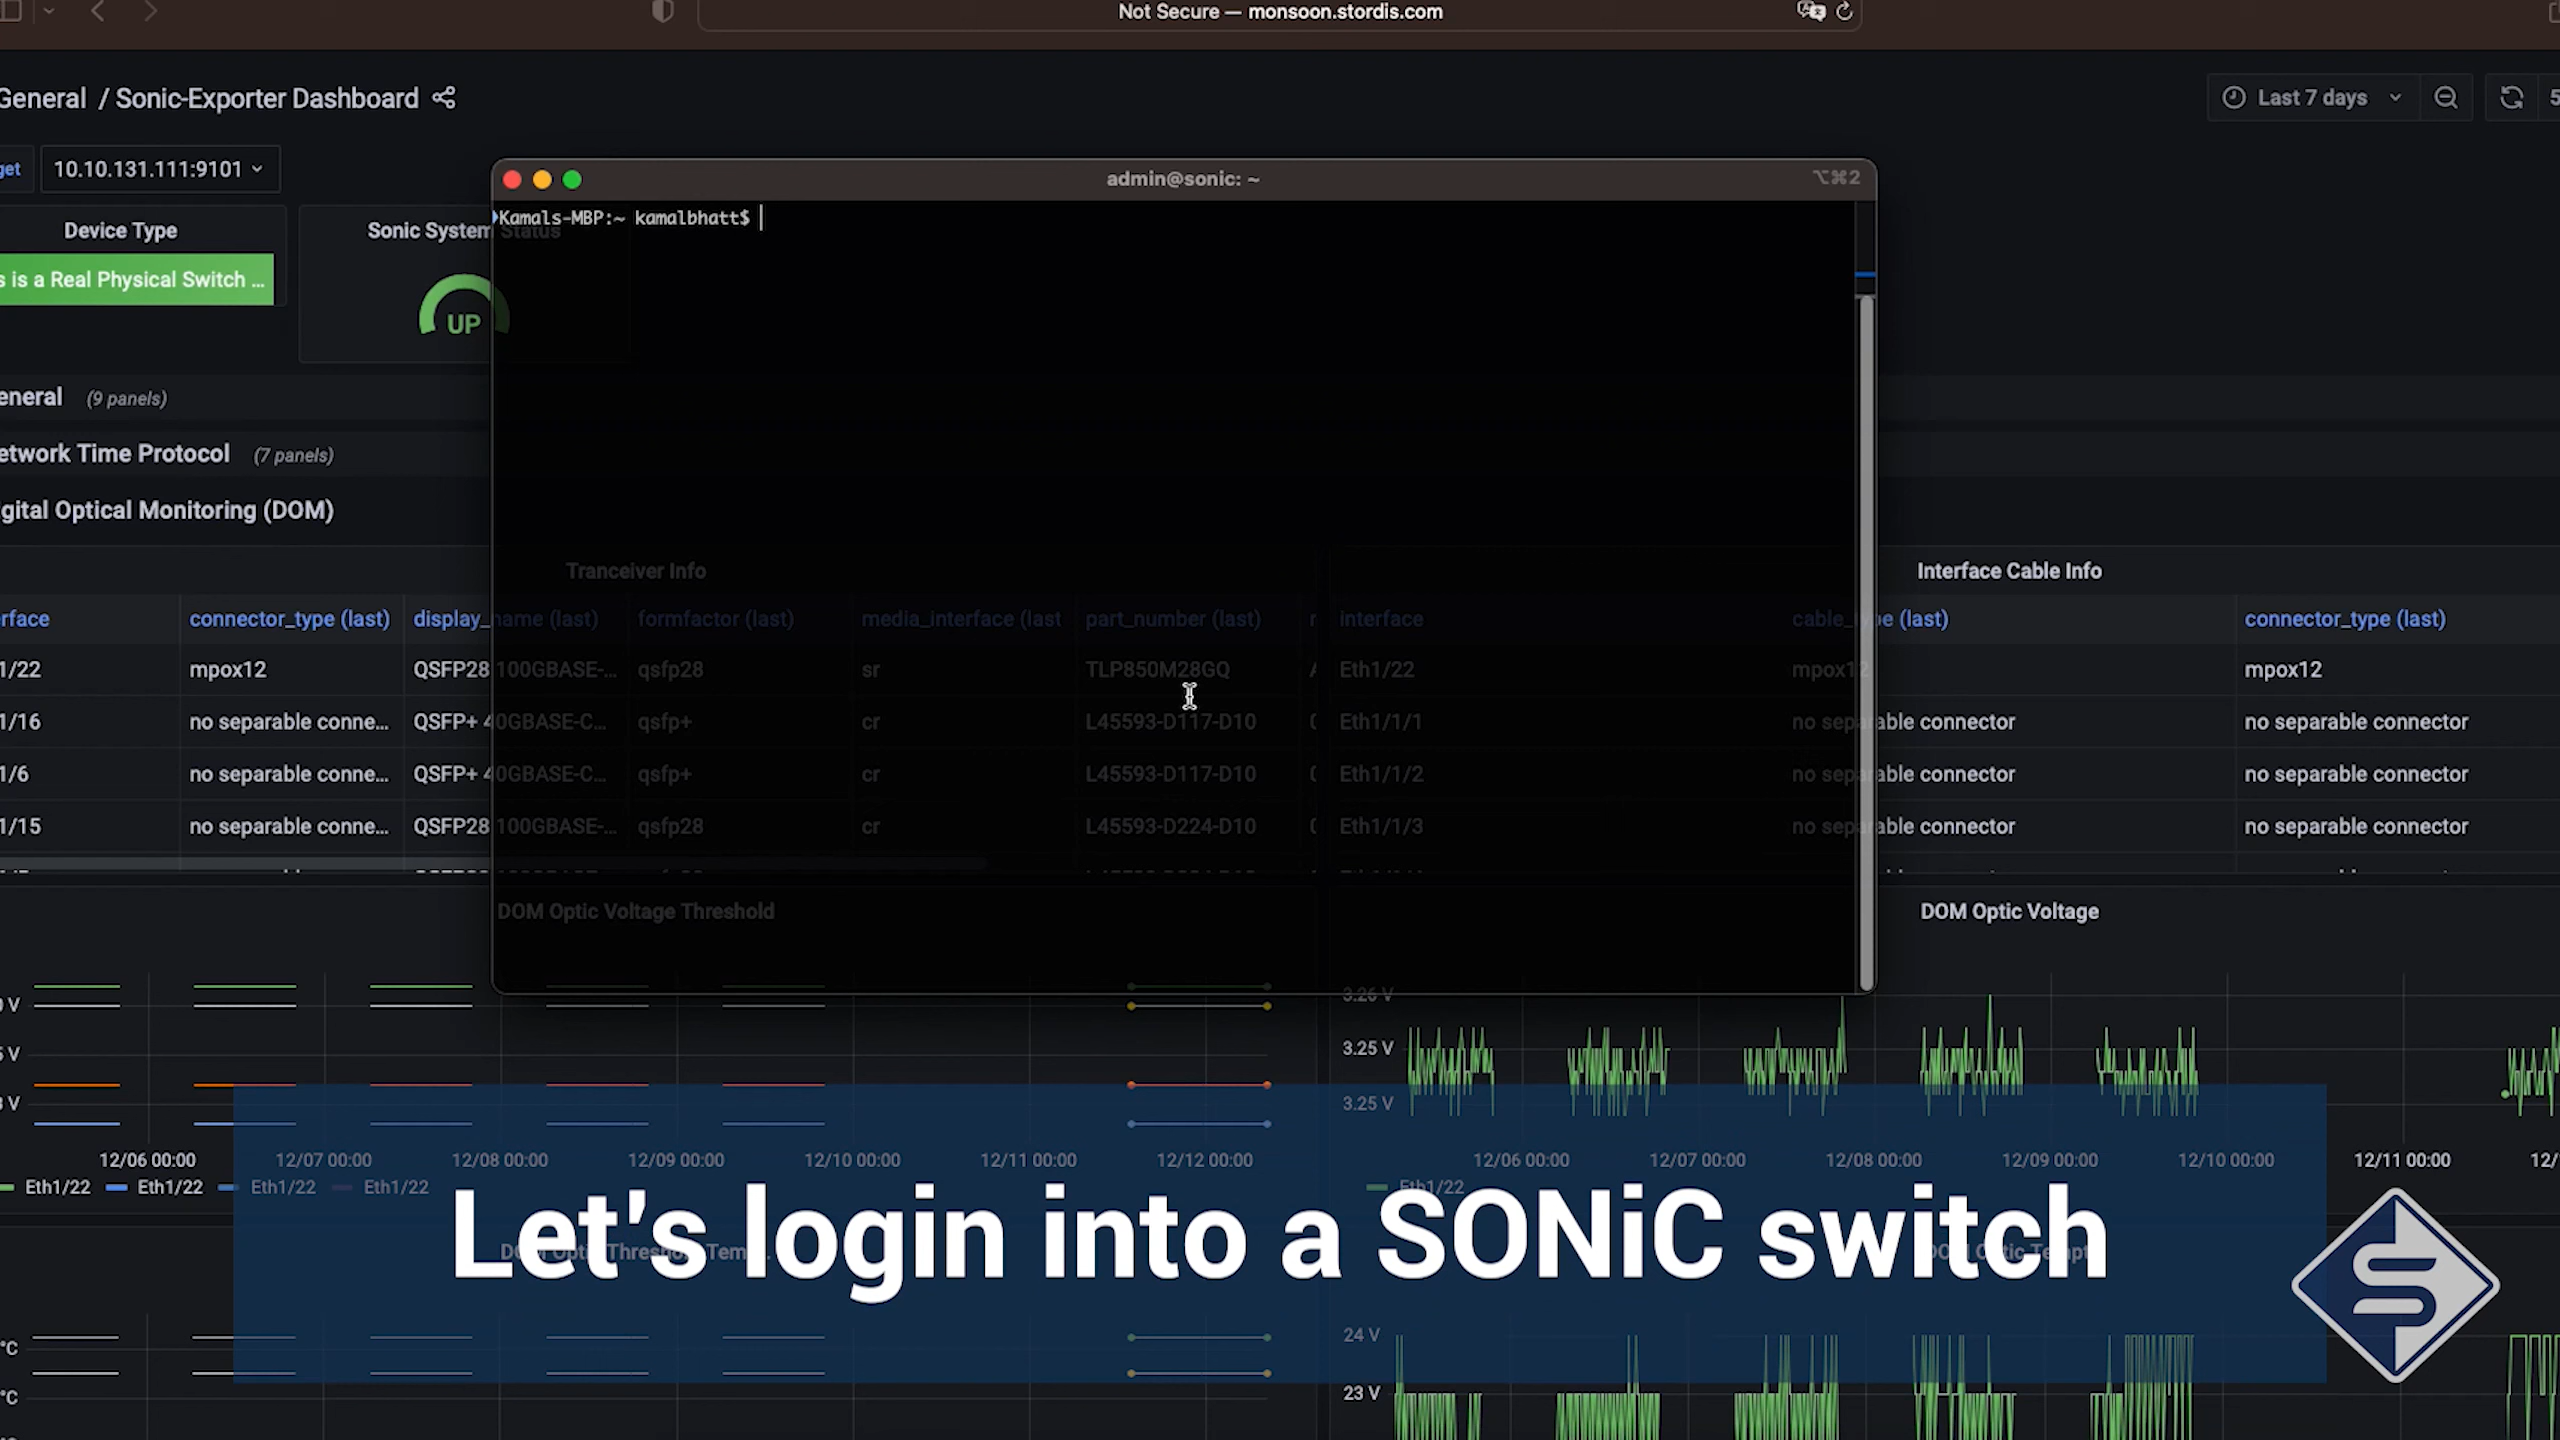 Not Secure — monsoon.stordis.com
General / Sonic-Exporter Dashboard
Last 7 days
get 10.10.131.111:9101
admin@sonic: ~
⌥⌘2
Kamals-MBP:~ kamalbhatt$
Device Type
Sonic System Status
s is a Real Physical Switch ...
UP
eneral (9 panels)
etwork Time Protocol (7 panels)
gital Optical Monitoring (DOM)
Tranceiver Info
Interface Cable Info
rface connector_type (last) display_name (last) formfactor (last) media_interface (last part_number (last) interface cable_type (last) connector_type (last)
1/22 mpox12 QSFP28 100GBASE-... qsfp28 sr TLP850M28GQ Eth1/22 mpox12 mpox12
1/16 no separable conne... QSFP+ 40GBASE-C... qsfp+ cr L45593-D117-D10 Eth1/1/1 no separable connector no separable connector
1/6 no separable conne... QSFP+ 40GBASE-C... qsfp+ cr L45593-D117-D10 Eth1/1/2 no separable connector no separable connector
1/15 no separable conne... QSFP28 100GBASE-... qsfp28 cr L45593-D224-D10 Eth1/1/3 no separable connector no separable connector
DOM Optic Voltage Threshold
DOM Optic Voltage
3.26 V
0 V
5 V
3 V
3.25 V
3.25 V
12/06 00:00 12/07 00:00 12/08 00:00 12/09 00:00 12/10 00:00 12/11 00:00 12/12 00:00
12/06 00:00 12/07 00:00 12/08 00:00 12/09 00:00 12/10 00:00 12/11 00:00 12/
Eth1/22 Eth1/22 Eth1/22 Eth1/22
Eth1/22
Let's login into a SONiC switch
°C
°C
24 V
23 V